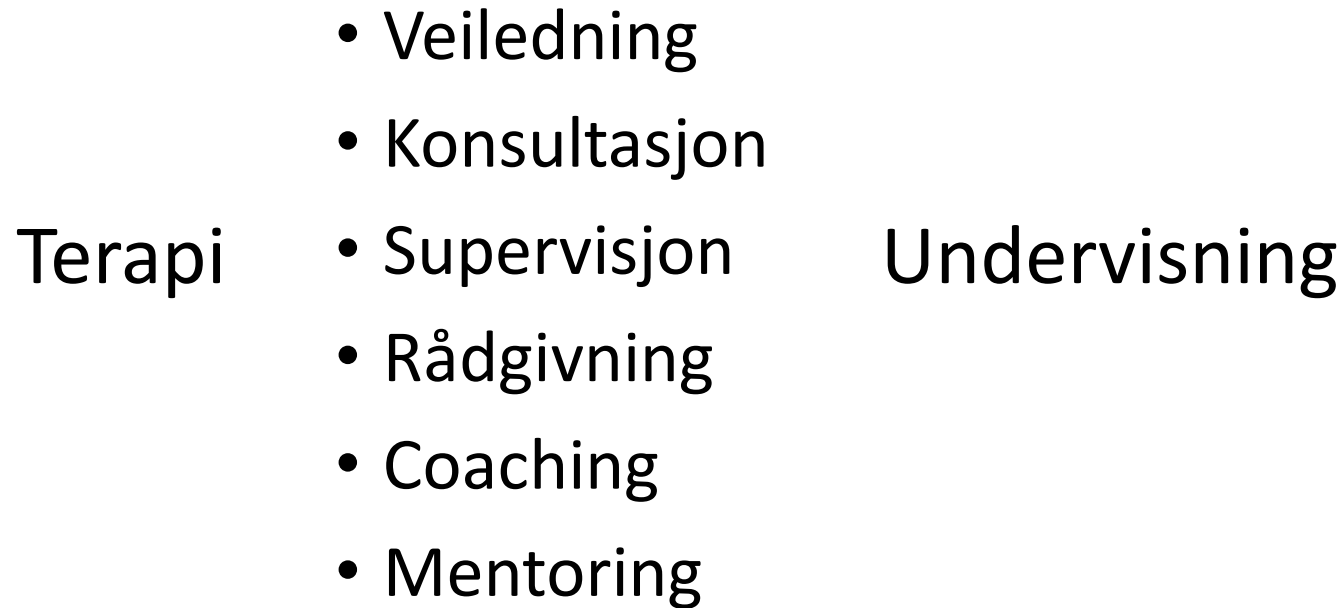 • Veiledning
• Konsultasjon
Terapi • Supervisjon Undervisning
• Rådgivning
• Coaching
• Mentoring